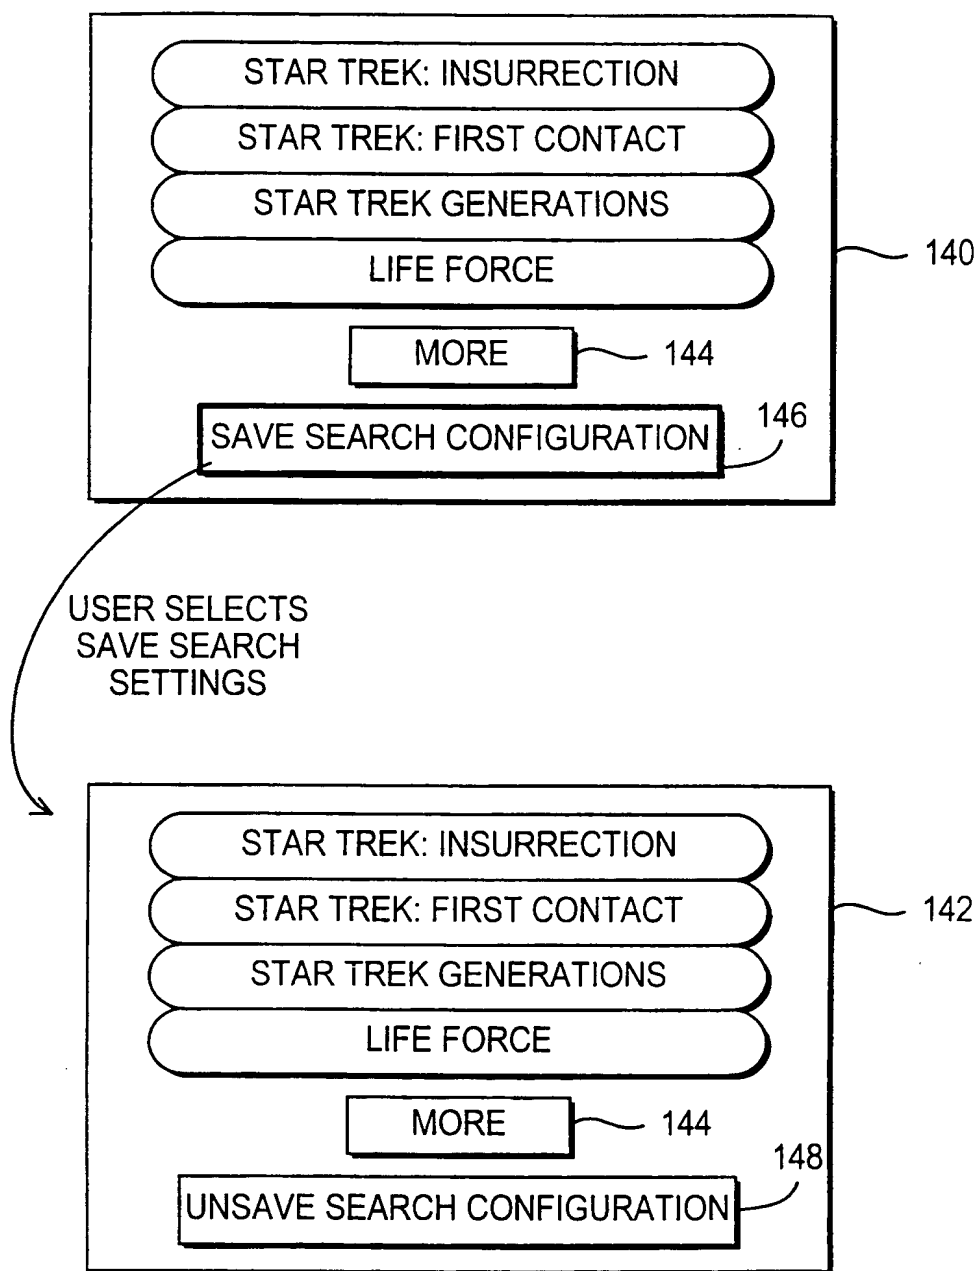 STAR TREK: INSURRECTION
STAR TREK: FIRST CONTACT
STAR TREK GENERATIONS
LIFE FORCE
140
MORE
144
SAVE SEARCH CONFIGURATION
146
USER SELECTS
SAVE SEARCH
SETTINGS
STAR TREK: INSURRECTION
STAR TREK: FIRST CONTACT
142
STAR TREK GENERATIONS
LIFE FORCE
MORE
144
148
UNSAVE SEARCH CONFIGURATION